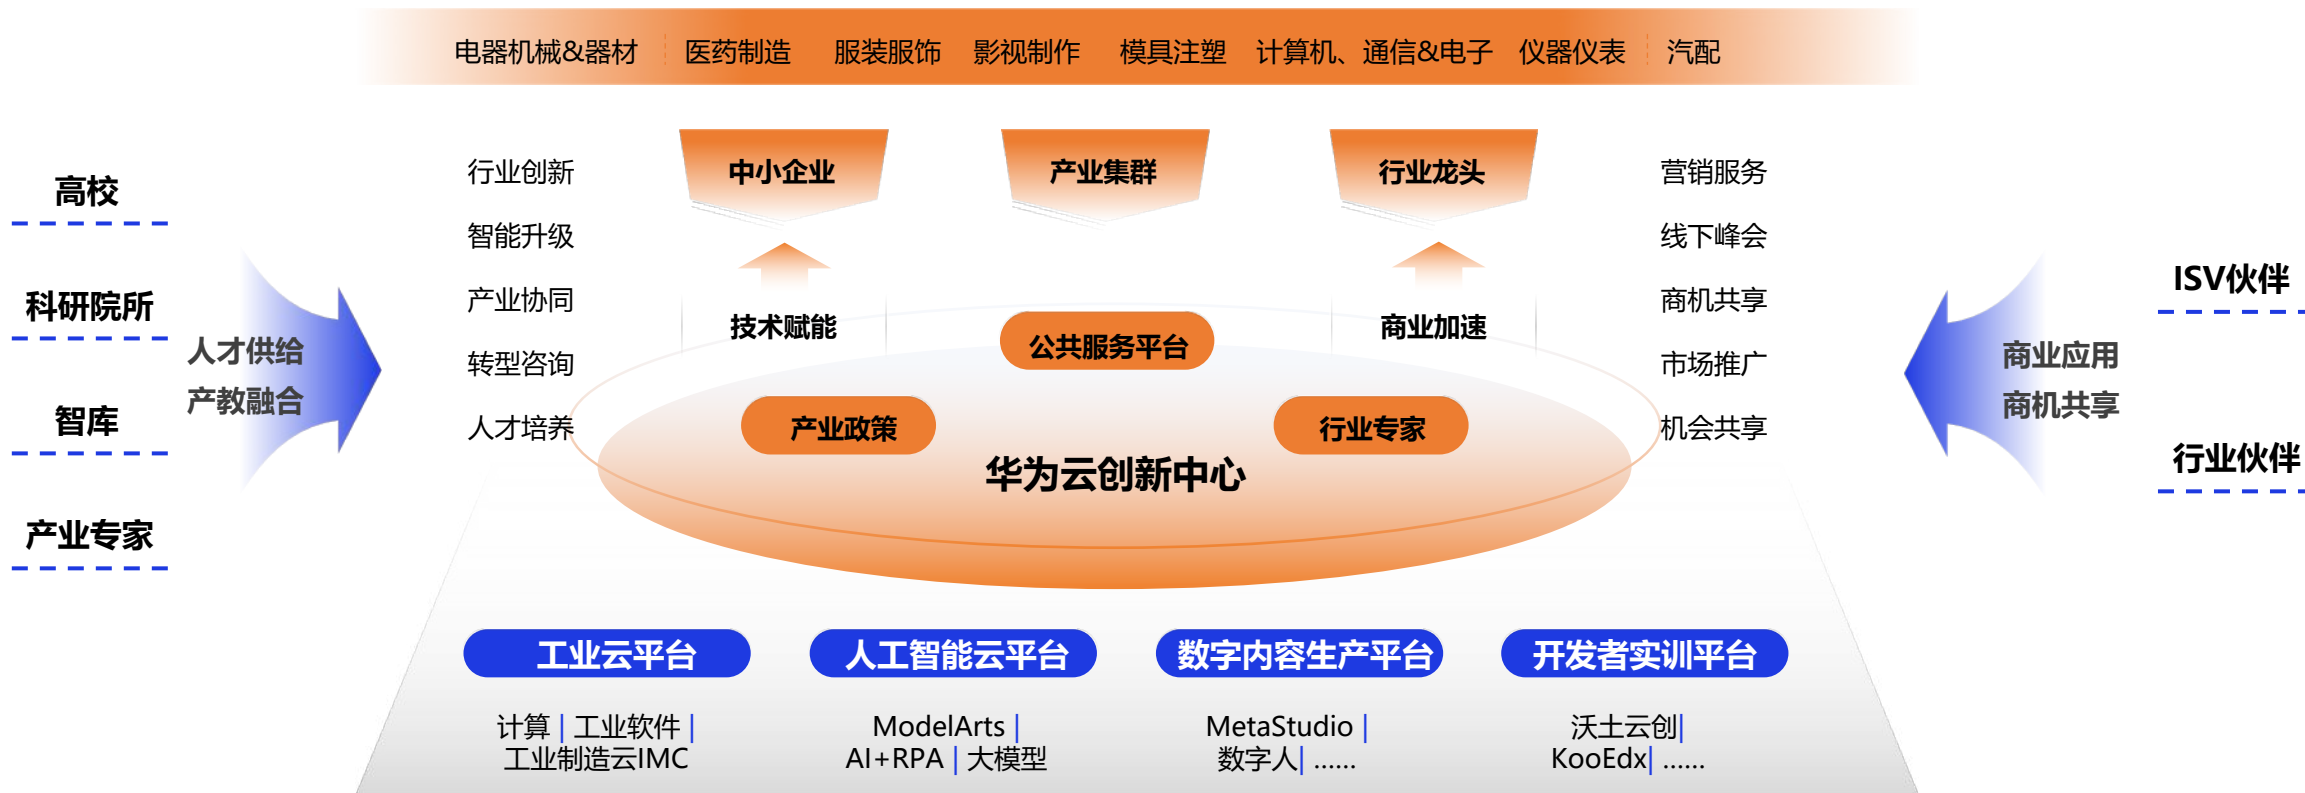 电器机械&器材 医药制造 服装服饰 影视制作 模具注塑 计算机、通信&电子 仪器仪表 汽配
高校
科研院所
智库
产业专家
人才供给
产教融合
行业创新
智能升级
产业协同
转型咨询
人才培养
中小企业
产业集群
行业龙头
技术赋能
商业加速
公共服务平台
产业政策
行业专家
华为云创新中心
营销服务
线下峰会
商机共享
市场推广
机会共享
商业应用
商机共享
ISV伙伴
行业伙伴
工业云平台
计算 | 工业软件 |
工业制造云IMC
人工智能云平台
ModelArts |
AI+RPA | 大模型
数字内容生产平台
MetaStudio |
数字人| ......
开发者实训平台
沃土云创|
KooEdx| ......